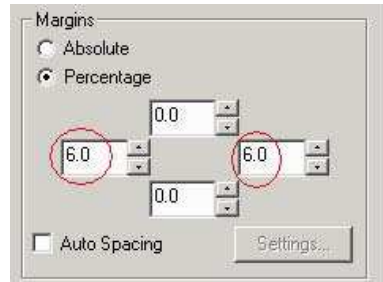 Margins
Absolute
Percentage
0.0
6.0 6.0
0.0
Auto Spacing Settings...